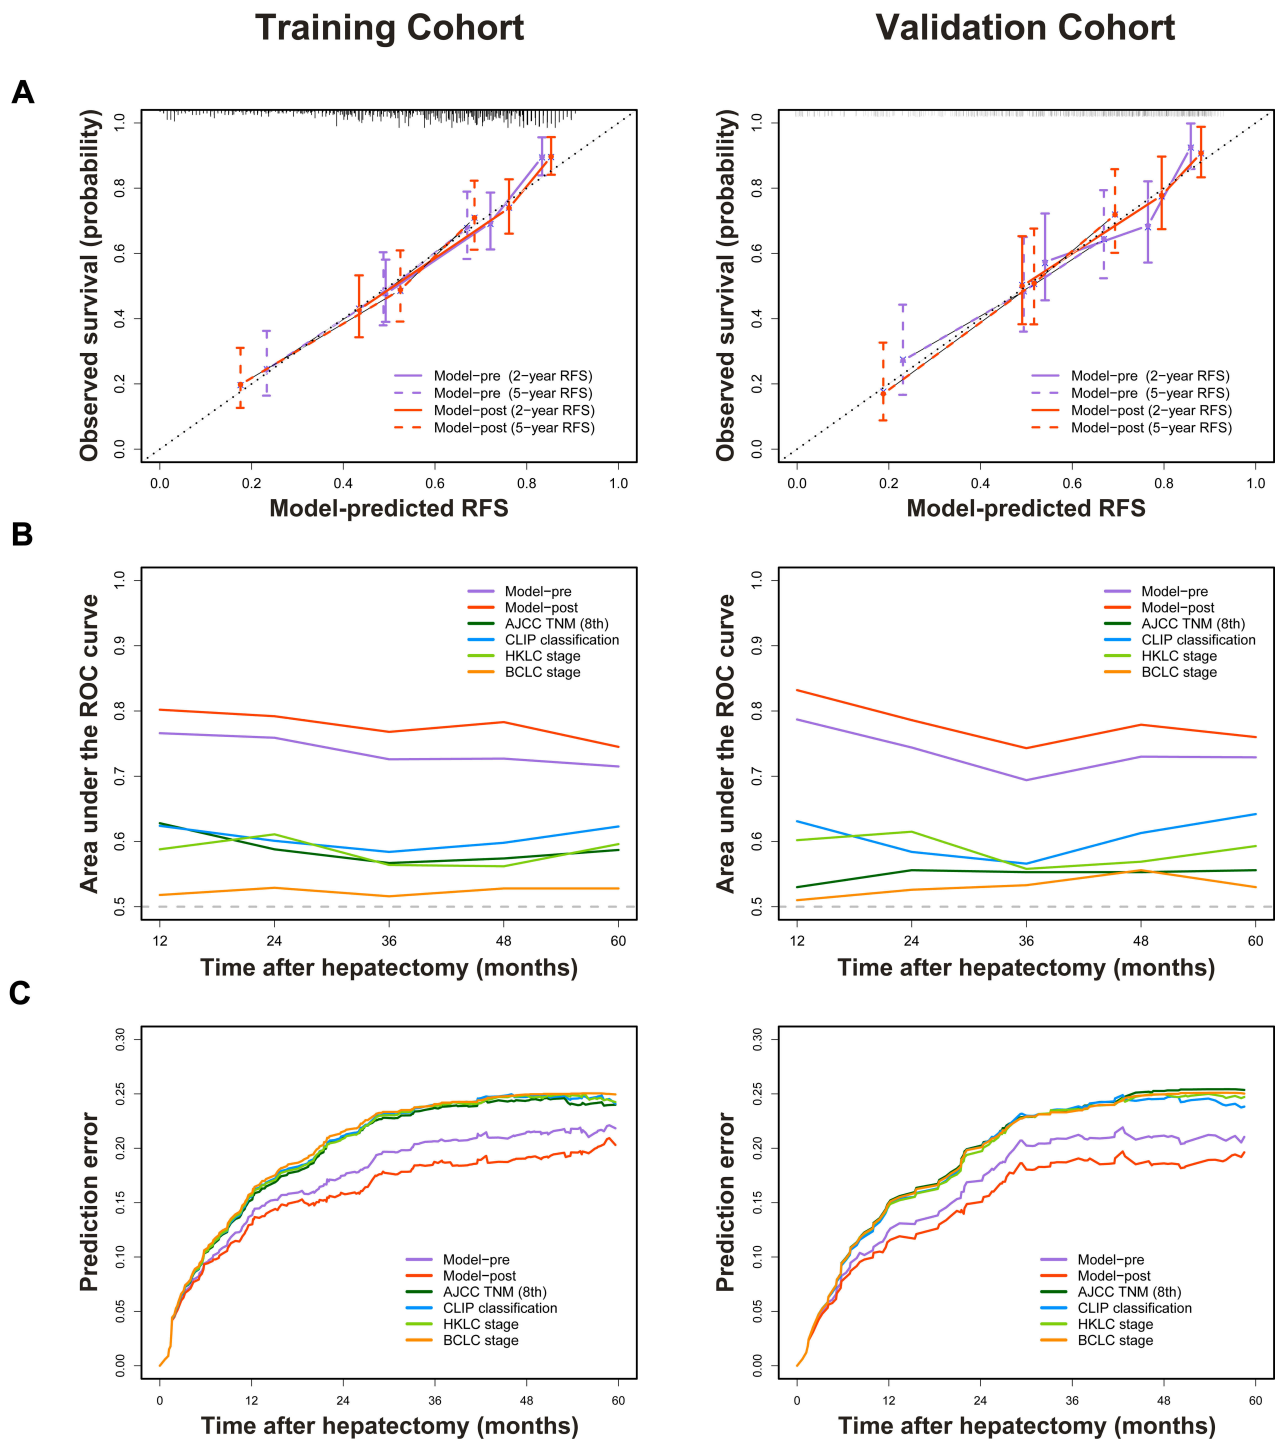 Training Cohort
Validation Cohort
A
Observed survival (probability)
1.0
0.8
0.6
0.4
0.2
0.0
Model−pre (2−year RFS)
Model−pre (5−year RFS)
Model−post (2−year RFS)
Model−post (5−year RFS)
0.0 0.2 0.4 0.6 0.8 1.0
Model-predicted RFS
Observed survival (probability)
1.0
0.8
0.6
0.4
0.2
0.0
Model−pre (2−year RFS)
Model−pre (5−year RFS)
Model−post (2−year RFS)
Model−post (5−year RFS)
0.0 0.2 0.4 0.6 0.8 1.0
Model-predicted RFS
B
Area under the ROC curve
1.0
0.9
0.8
0.7
0.6
0.5
Model−pre
Model−post
AJCC TNM (8th)
CLIP classification
HKLC stage
BCLC stage
12 24 36 48 60
Time after hepatectomy (months)
Area under the ROC curve
1.0
0.9
0.8
0.7
0.6
0.5
Model−pre
Model−post
AJCC TNM (8th)
CLIP classification
HKLC stage
BCLC stage
12 24 36 48 60
Time after hepatectomy (months)
C
Prediction error
0.30
0.25
0.20
0.15
0.10
0.05
0.00
Model−pre
Model−post
AJCC TNM (8th)
CLIP classification
HKLC stage
BCLC stage
0 12 24 36 48 60
Time after hepatectomy (months)
Prediction error
0.30
0.25
0.20
0.15
0.10
0.05
0.00
Model−pre
Model−post
AJCC TNM (8th)
CLIP classification
HKLC stage
BCLC stage
0 12 24 36 48 60
Time after hepatectomy (months)